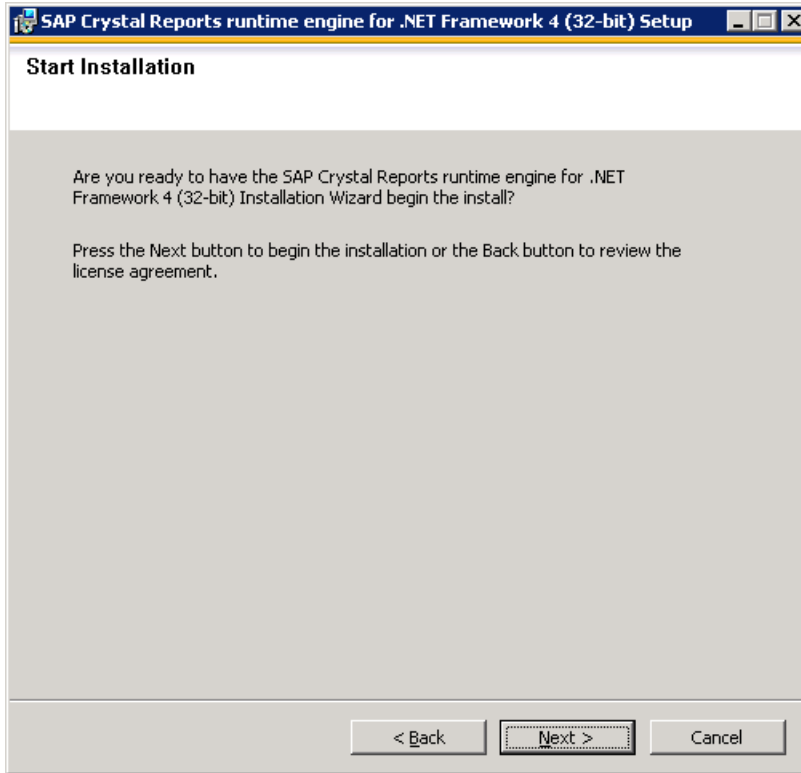 SAP Crystal Reports runtime engine for .NET Framework 4 (32-bit) Setup
Start Installation
Are you ready to have the SAP Crystal Reports runtime engine for .NET
Framework 4 (32-bit) Installation Wizard begin the install?
Press the Next button to begin the installation or the Back button to review the
license agreement.
< Back Next > Cancel